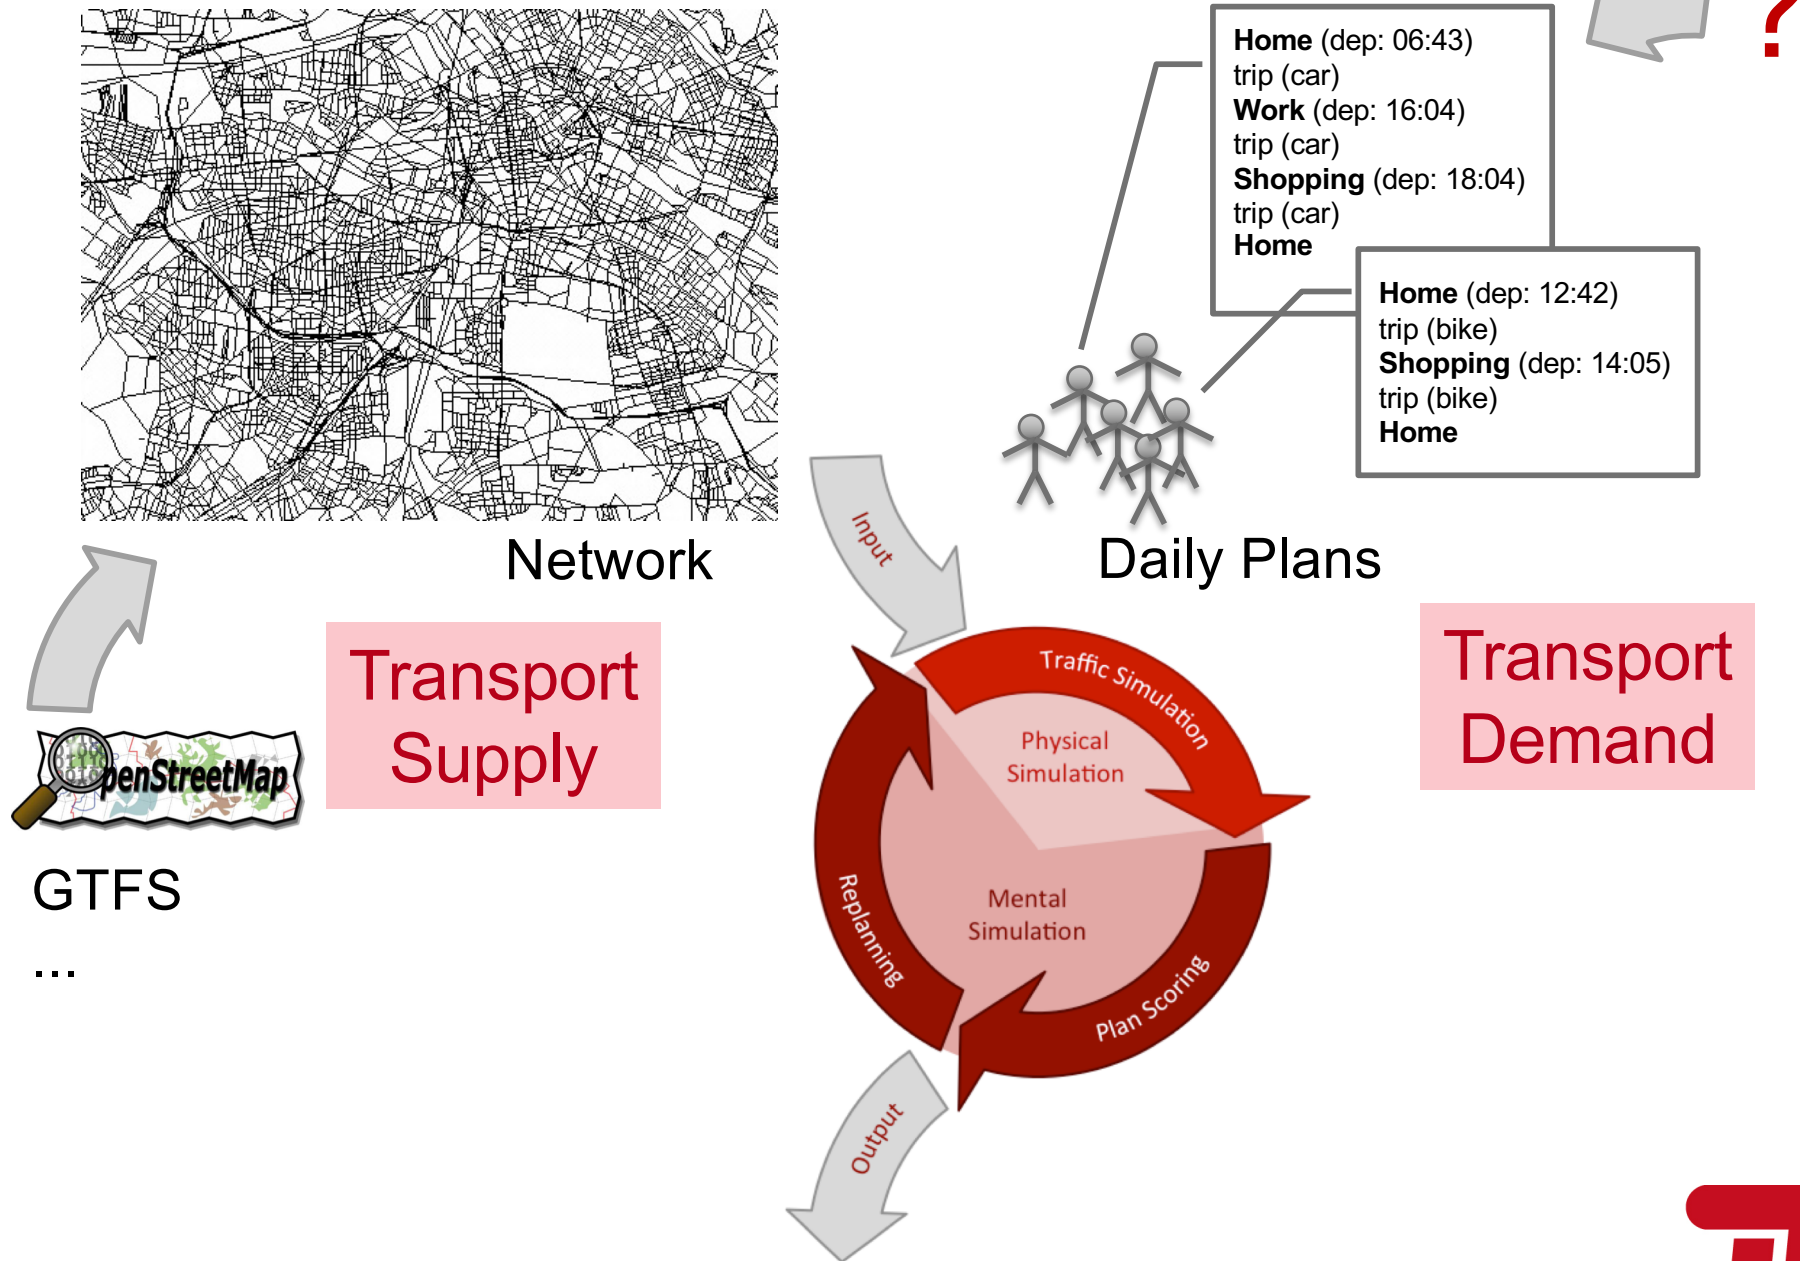 ?
Home (dep: 06:43)
trip (car)
Work (dep: 16:04)
trip (car)
Shopping (dep: 18:04)
trip (car)
Home
Home (dep: 12:42)
trip (bike)
Shopping (dep: 14:05)
trip (bike)
Home
Network
Input
Daily Plans
Transport
Supply
Transport
Demand
Traffic Simulation
Physical
Simulation
Mental
Simulation
Replanning
Plan Scoring
penStreetMap
GTFS
...
Output